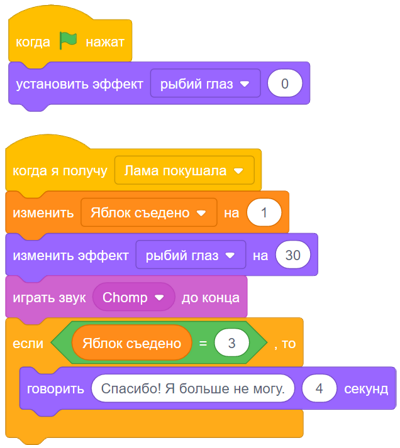 когда нажат
установить эффект рыбий глаз 0
когда я получу Лама покушала
изменить Яблок съедено на 1
изменить эффект рыбий глаз на 30
играть звук Chomp до конца
если Яблок съедено = 3 , то
говорить Спасибо! Я больше не могу. 4 секунд